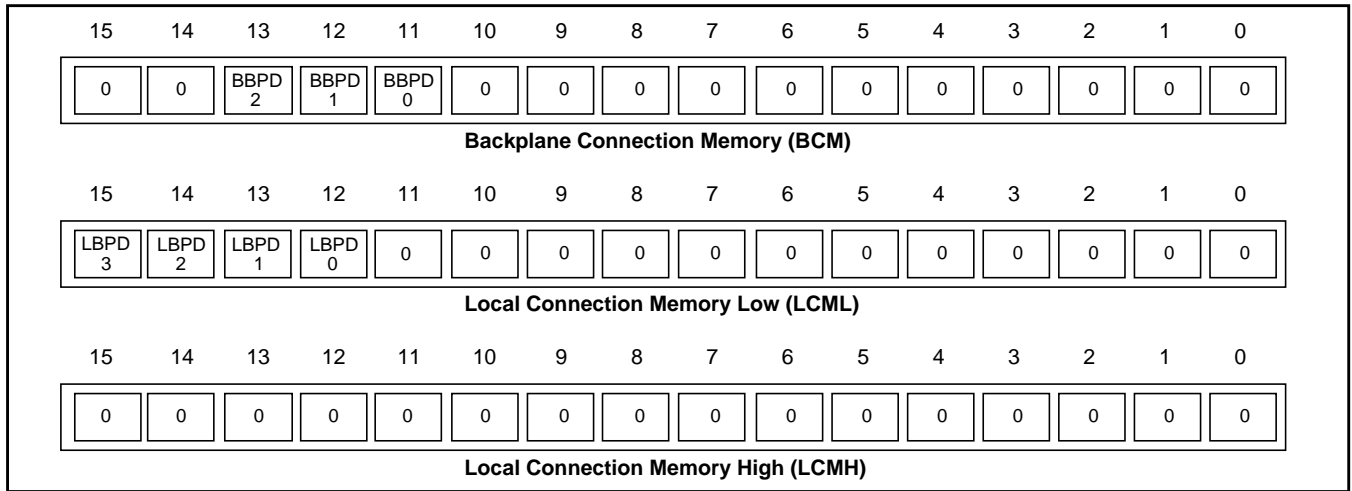 15 14 13 12 11 10 9 8 7 6 5 4 3 2 1 0
0 0 BBPD 2 BBPD 1 BBPD 0 0 0 0 0 0 0 0 0 0 0 0
Backplane Connection Memory (BCM)
15 14 13 12 11 10 9 8 7 6 5 4 3 2 1 0
LBPD 3 LBPD 2 LBPD 1 LBPD 0 0 0 0 0 0 0 0 0 0 0 0 0
Local Connection Memory Low (LCML)
15 14 13 12 11 10 9 8 7 6 5 4 3 2 1 0
0 0 0 0 0 0 0 0 0 0 0 0 0 0 0 0
Local Connection Memory High (LCMH)